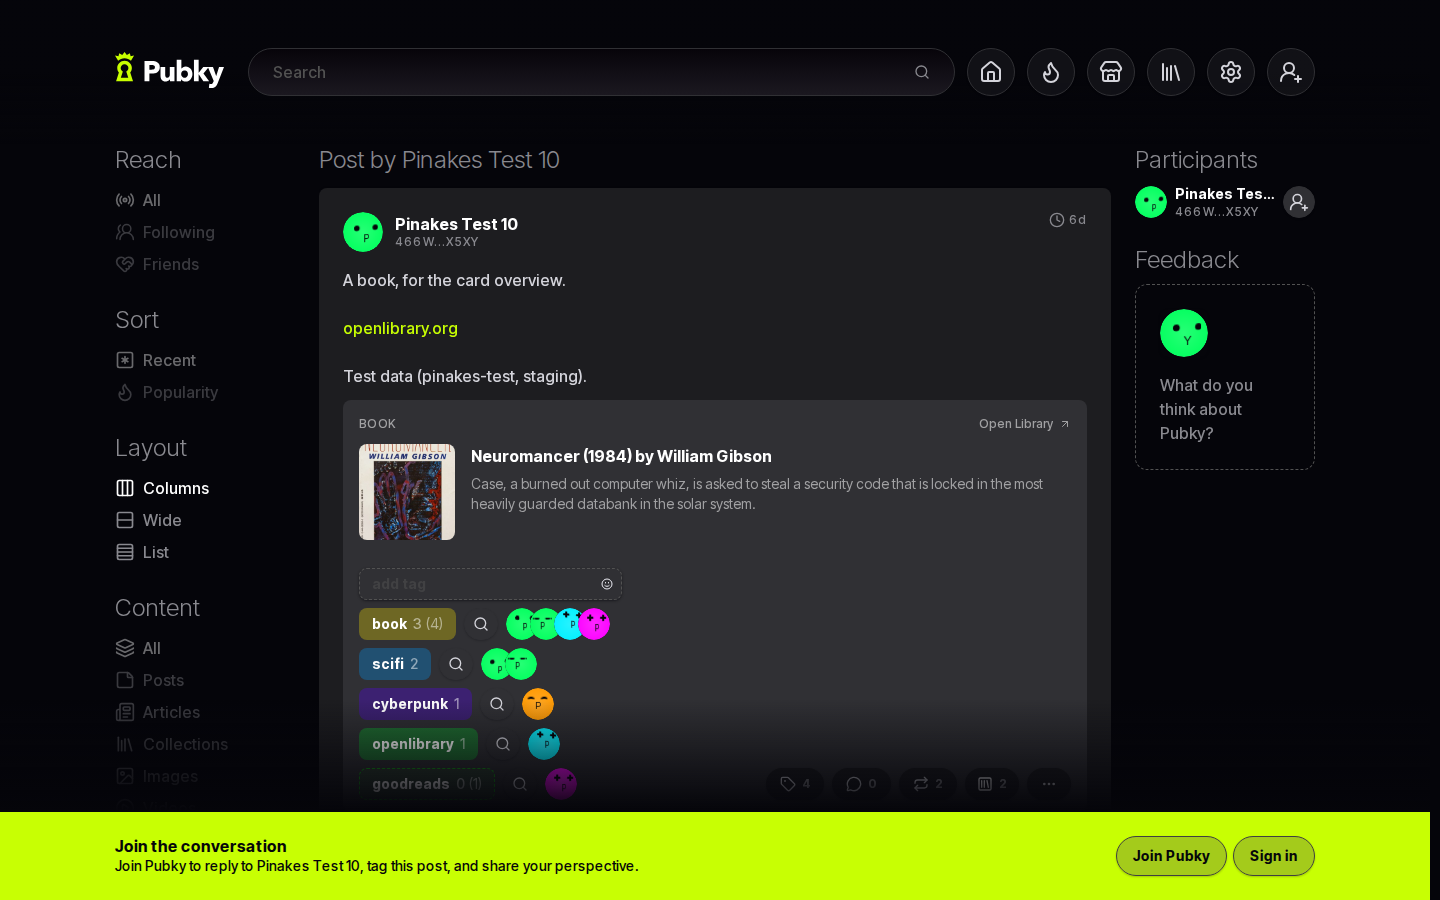 Pubky
Search
Reach
All
Following
Friends
Sort
Recent
Popularity
Layout
Columns
Wide
List
Content
All
Posts
Articles
Collections
Images
Post by Pinakes Test 10
Pinakes Test 10
466W...X5XY
6d
A book, for the card overview.
openlibrary.org
Test data (pinakes-test, staging).
BOOK
Open Library
NEUROMANCER
WILLIAM GIBSON
Neuromancer (1984) by William Gibson
Case, a burned out computer whiz, is asked to steal a security code that is locked in the most
heavily guarded databank in the solar system.
add tag
book 3 (4)
scifi 2
cyberpunk 1
openlibrary 1
goodreads 0 (1)
4
0
2
2
Participants
Pinakes Tes...
466W...X5XY
Feedback
What do you
think about
Pubky?
Join the conversation
Join Pubky to reply to Pinakes Test 10, tag this post, and share your perspective.
Join Pubky
Sign in